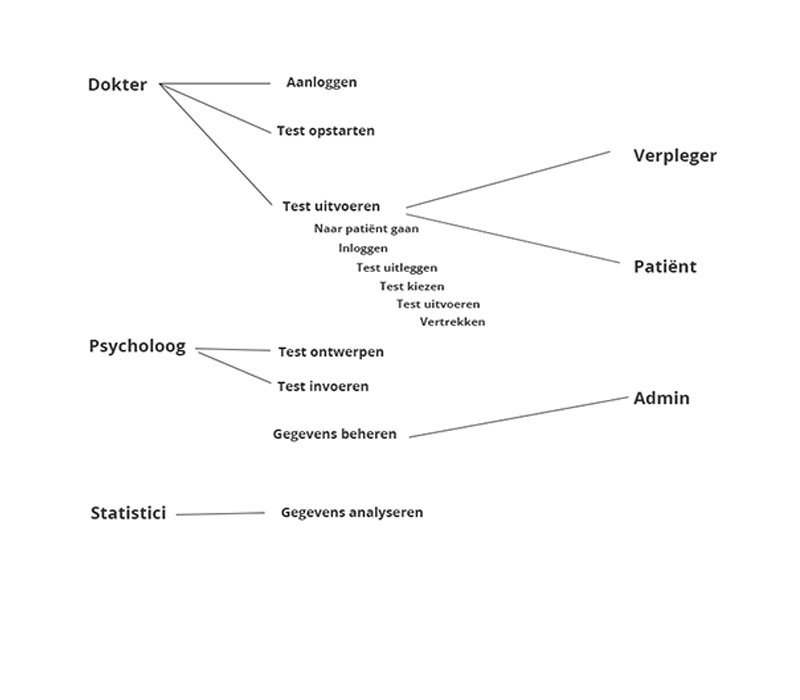 Dokter
Aanloggen
Test opstarten
Verpleger
Test uitvoeren
Naar patiënt gaan
Inloggen
Test uitleggen
Patiënt
Test kiezen
Test uitvoeren
Vertrekken
Psycholoog
Test ontwerpen
Test invoeren
Admin
Gegevens beheren
Statistici
Gegevens analyseren